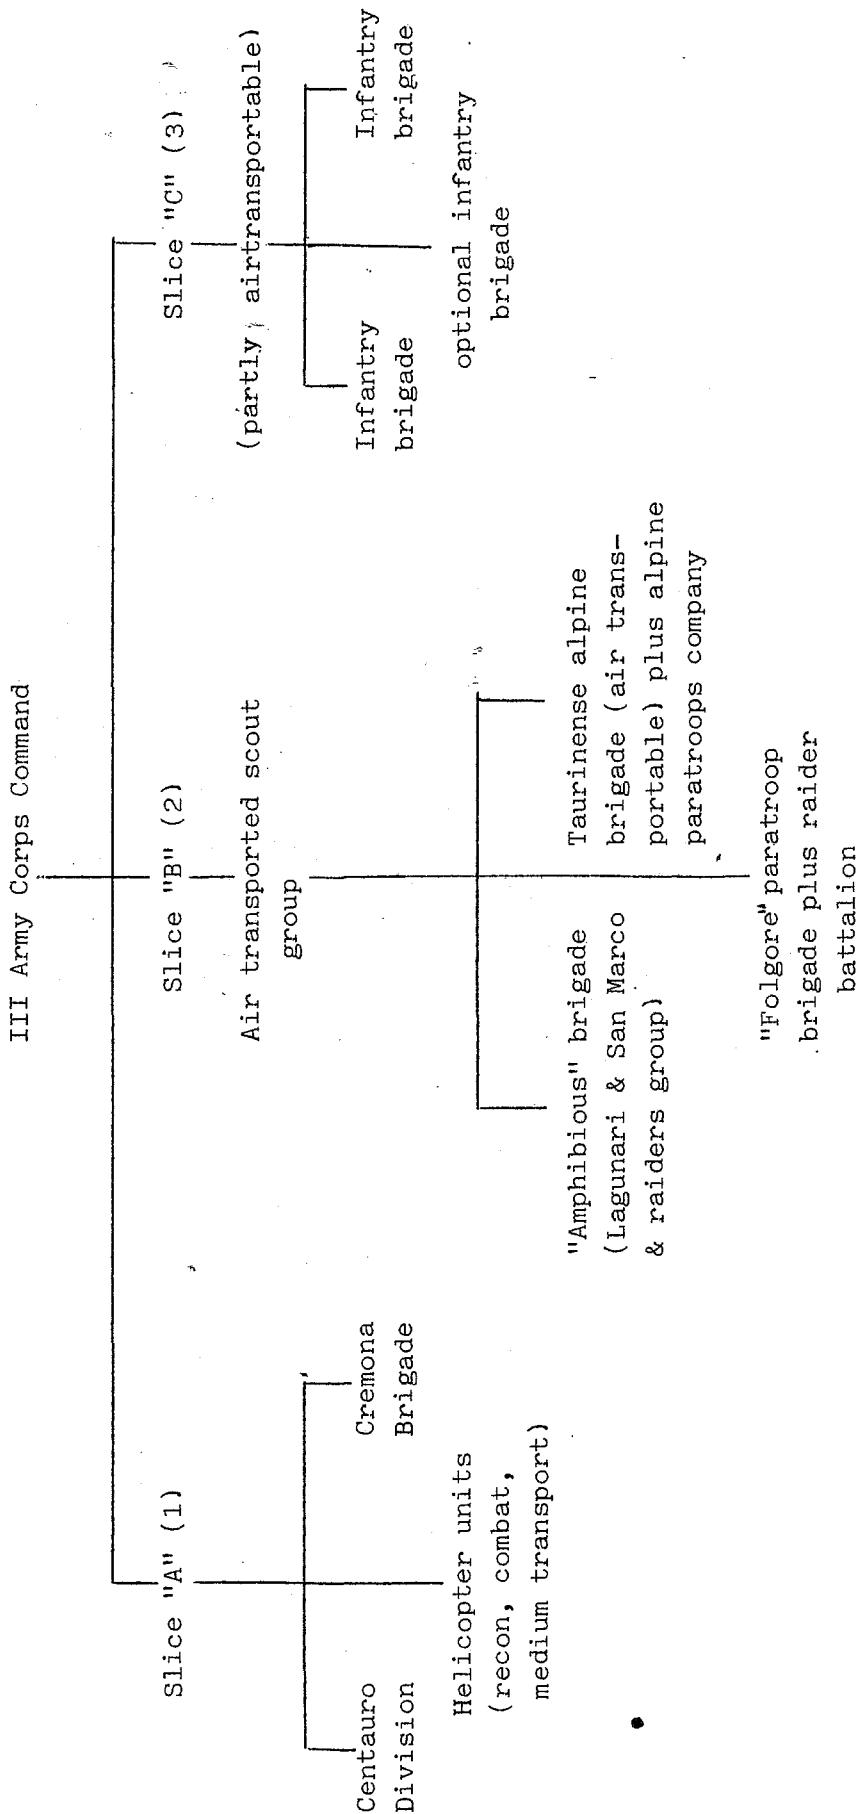 III Army Corps Command
Slice "A" (1)
Centauro
Division
Helicopter units
(recon, combat,
medium transport)
Cremona
Brigade
Slice "B" (2)
Air transported scout
group
"Amphibious" brigade
(Lagunari & San Marco
& raiders group)
"Folgore" paratroop
brigade plus raider
battalion
Taurinense alpine
brigade (air trans-
portable) plus alpine
paratroops company
Slice "C" (3)
(partly airtransportable)
Infantry
brigade
optional infantry
brigade
Infantry
brigade